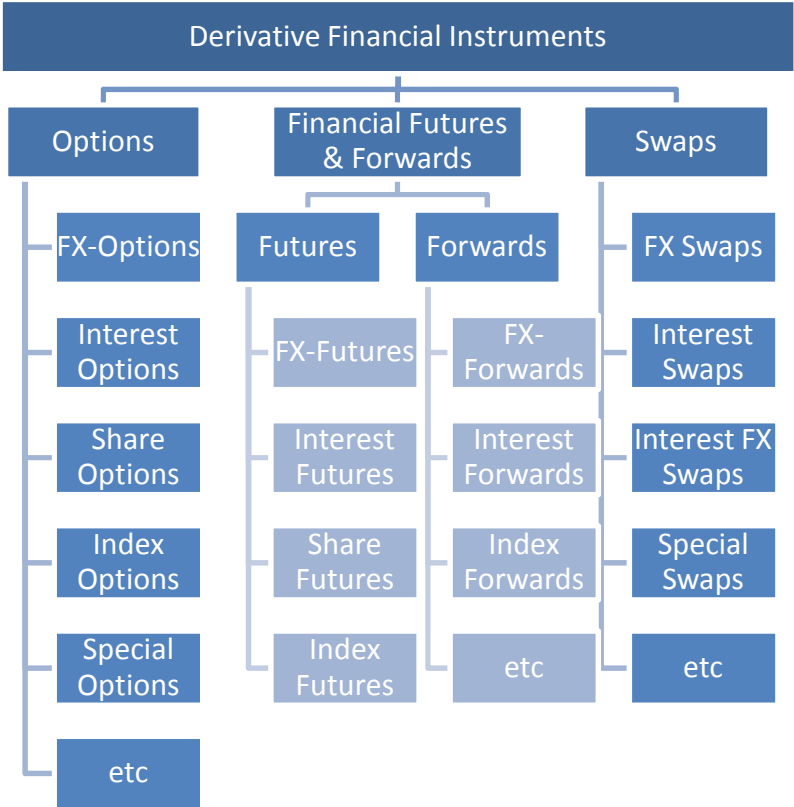 Derivative Financial Instruments
Options
FX-Options
Interest
Options
Share
Options
Index
Options
Special
Options
etc
Financial Futures
& Forwards
Futures
FX-Futures
Interest
Futures
Share
Futures
Index
Futures
Forwards
FX-
Forwards
Interest
Forwards
Index
Forwards
etc
Swaps
FX Swaps
Interest
Swaps
Interest FX
Swaps
Special
Swaps
etc